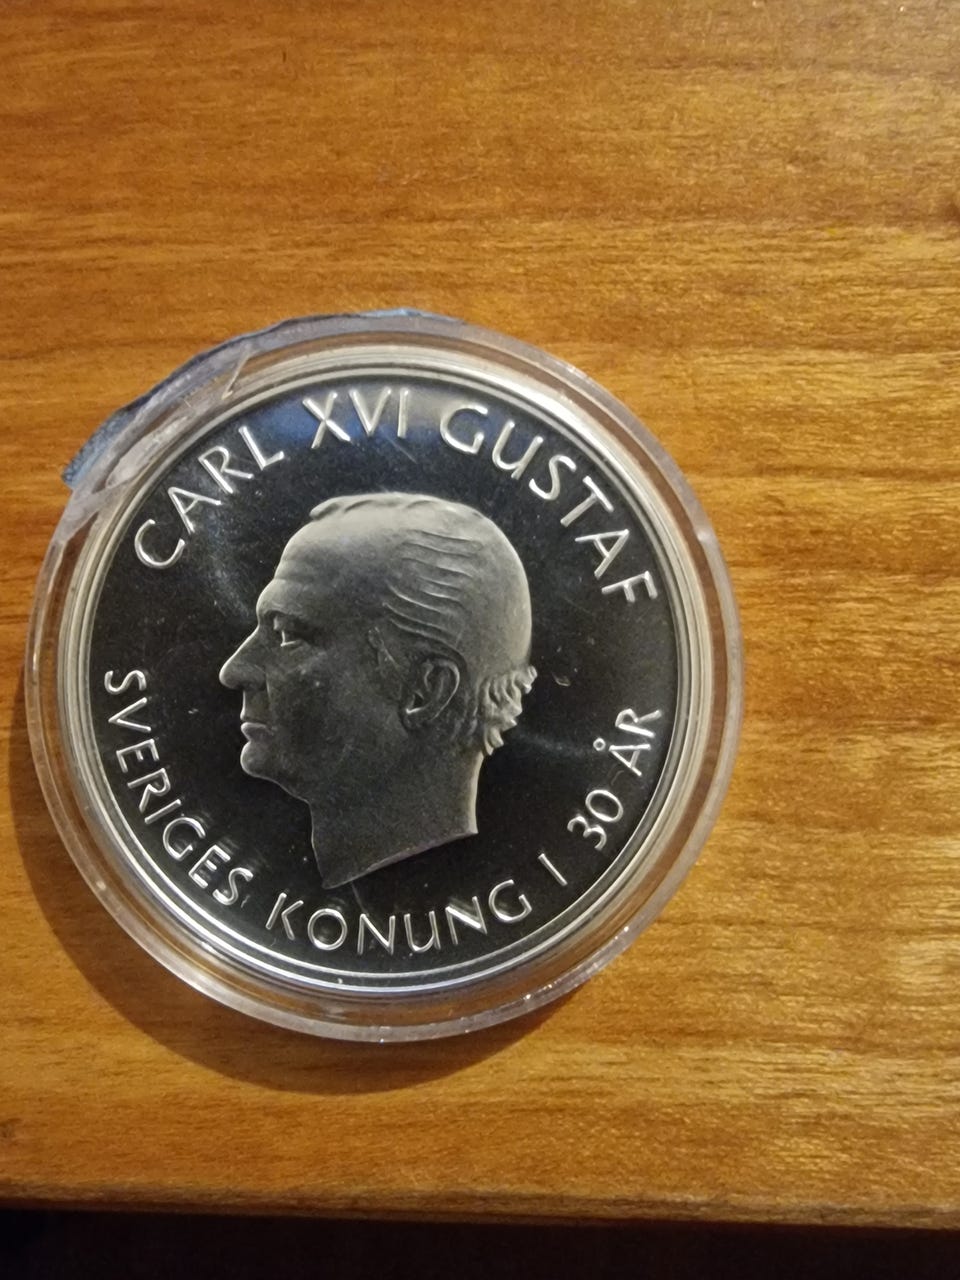 CARL XVI GUSTAF
SVERIGES KONUNG I 30 ÅR